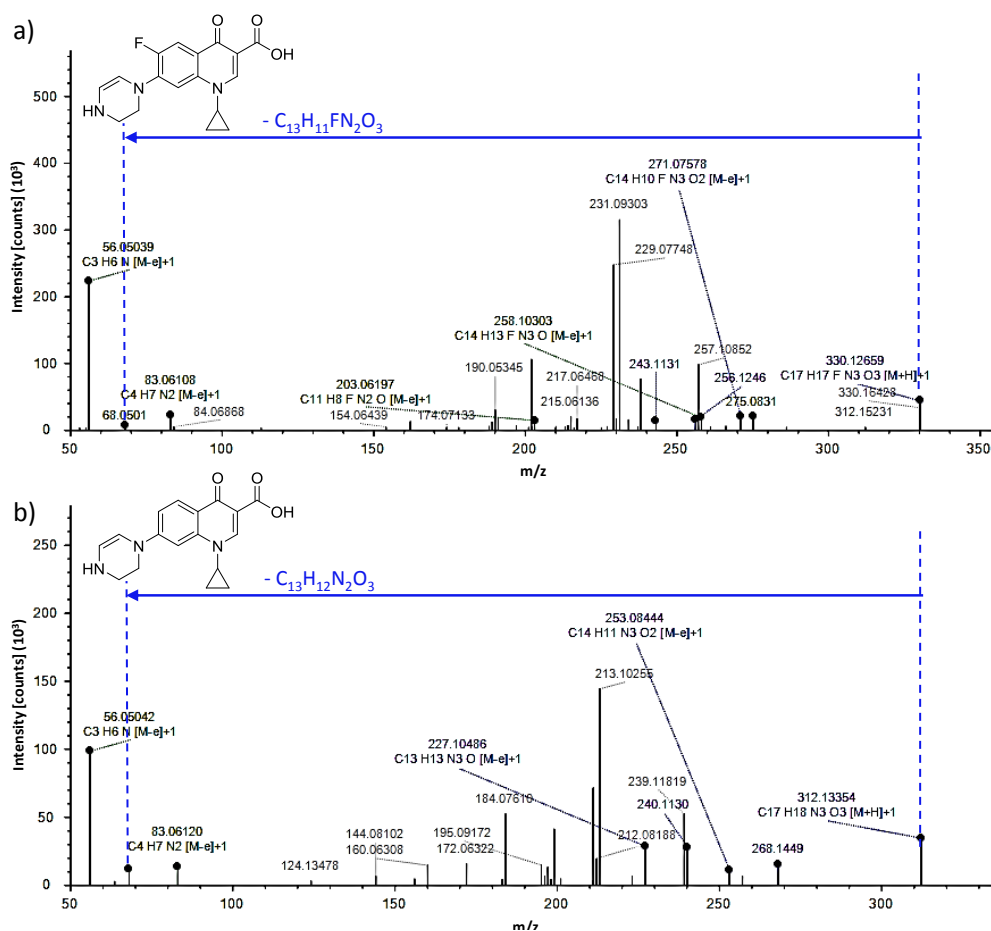 a)
O
O
F
OH
N
N
HN
- C₁₃H₁₁FN₂O₃
Intensity [counts] (10³)
500
400
300
200
100
0
56.05039
C3 H6 N [M-e]+1
68.0501
83.06108
C4 H7 N2 [M-e]+1
84.06868
154.06439
174.07133
203.06197
C11 H8 F N2 O [M-e]+1
190.05345
217.06468
215.06136
231.09303
229.07748
258.10303
C14 H13 F N3 O [M-e]+1
271.07578
C14 H10 F N3 O2 [M-e]+1
243.1131
257.10852
256.1246
275.0831
330.12659
C17 H17 F N3 O3 [M+H]+1
330.16428
312.15231
50
100
150
200
250
300
350
m/z
b)
O
O
OH
N
N
HN
- C₁₃H₁₂N₂O₃
Intensity [counts] (10³)
250
200
150
100
50
0
56.05042
C3 H6 N [M-e]+1
83.06120
C4 H7 N2 [M-e]+1
124.13478
144.08102
160.06308
195.09172
172.06322
184.07610
213.10255
227.10486
C13 H13 N3 O [M-e]+1
253.08444
C14 H11 N3 O2 [M-e]+1
239.11819
240.1130
212.08188
268.1449
312.13354
C17 H18 N3 O3 [M+H]+1
50
100
150
200
250
300
m/z